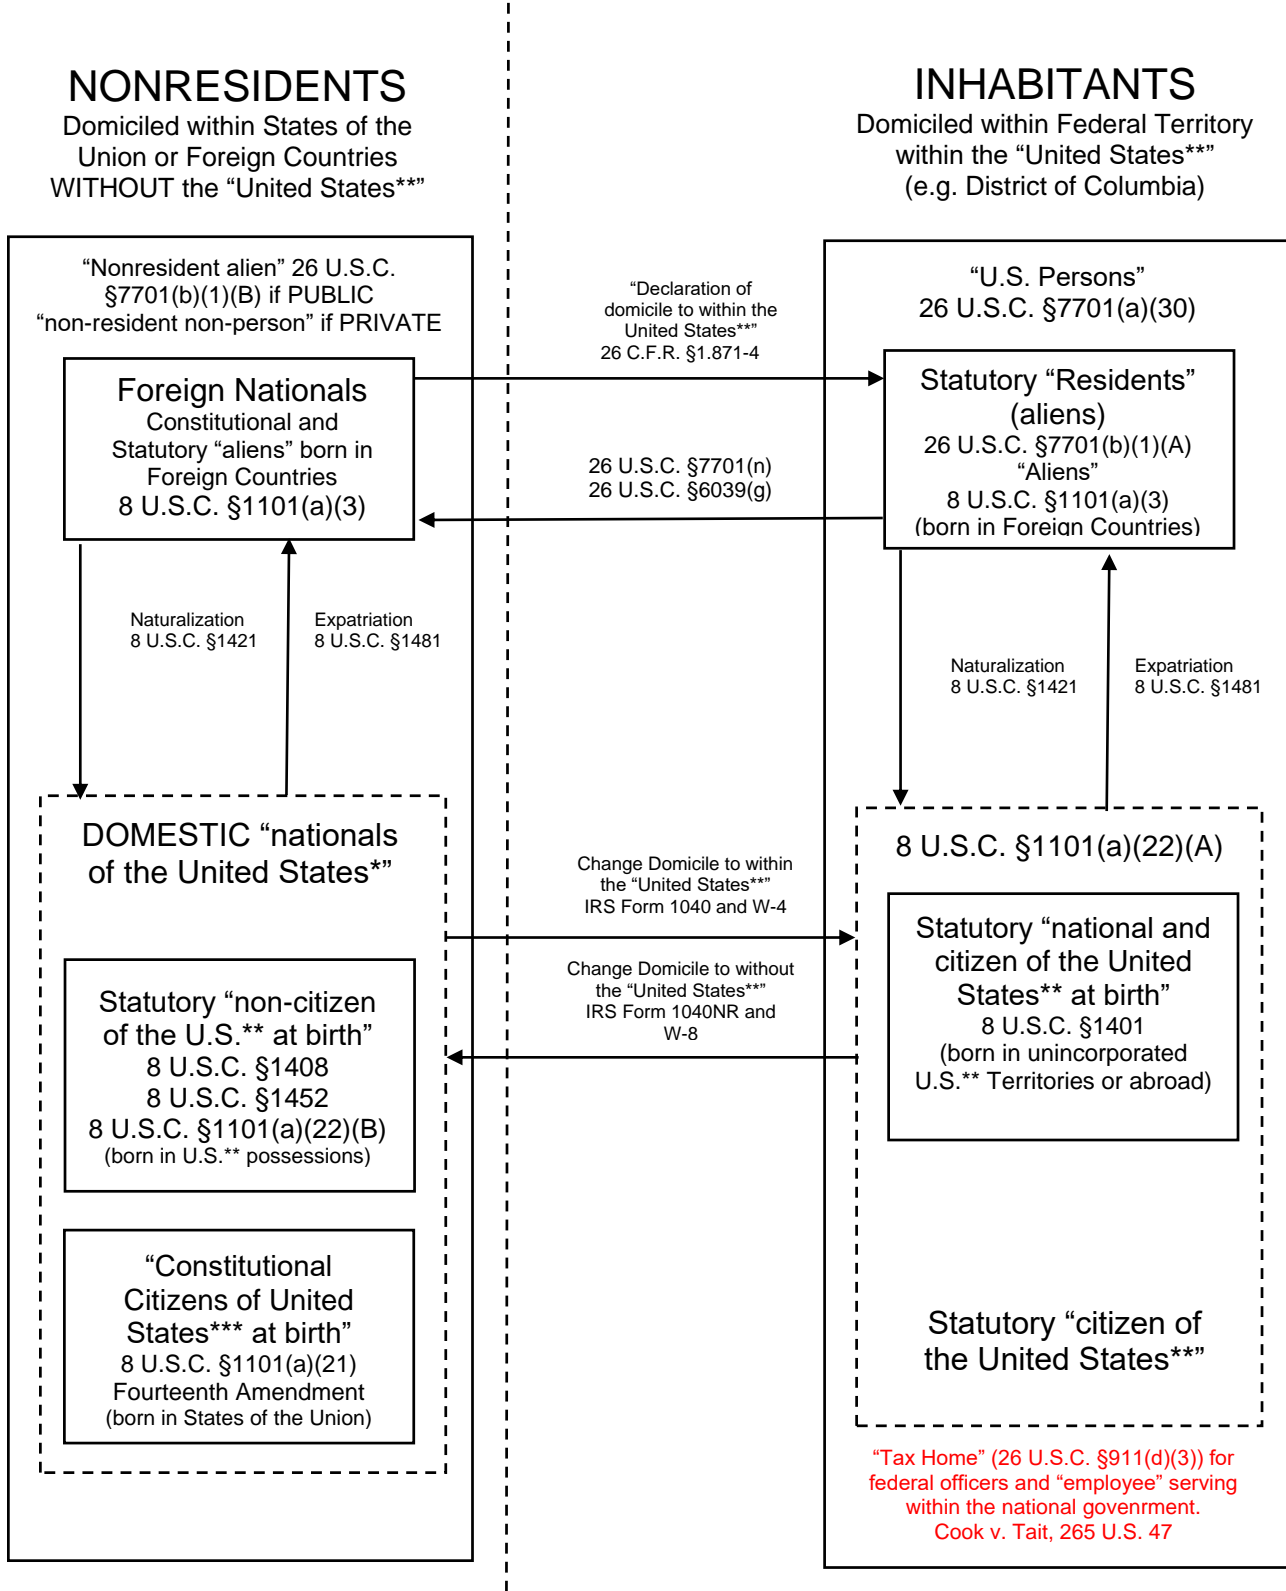 NONRESIDENTS
Domiciled within States of the
Union or Foreign Countries
WITHOUT the “United States**”
INHABITANTS
Domiciled within Federal Territory
within the “United States**”
(e.g. District of Columbia)
“Nonresident alien” 26 U.S.C.
§7701(b)(1)(B) if PUBLIC
“non-resident non-person” if PRIVATE
Foreign Nationals
Constitutional and
Statutory “aliens” born in
Foreign Countries
8 U.S.C. §1101(a)(3)
“Declaration of
domicile to within the
United States**”
26 C.F.R. §1.871-4
26 U.S.C. §7701(n)
26 U.S.C. §6039(g)
“U.S. Persons”
26 U.S.C. §7701(a)(30)
Statutory “Residents”
(aliens)
26 U.S.C. §7701(b)(1)(A)
“Aliens”
8 U.S.C. §1101(a)(3)
(born in Foreign Countries)
Naturalization
8 U.S.C. §1421
Expatriation
8 U.S.C. §1481
Naturalization
8 U.S.C. §1421
Expatriation
8 U.S.C. §1481
DOMESTIC “nationals
of the United States*”
Statutory “non-citizen
of the U.S.** at birth”
8 U.S.C. §1408
8 U.S.C. §1452
8 U.S.C. §1101(a)(22)(B)
(born in U.S.** possessions)
“Constitutional
Citizens of United
States*** at birth”
8 U.S.C. §1101(a)(21)
Fourteenth Amendment
(born in States of the Union)
Change Domicile to within
the “United States**”
IRS Form 1040 and W-4
Change Domicile to without
the “United States**”
IRS Form 1040NR and
W-8
8 U.S.C. §1101(a)(22)(A)
Statutory “national and
citizen of the United
States** at birth”
8 U.S.C. §1401
(born in unincorporated
U.S.** Territories or abroad)
Statutory “citizen of
the United States**”
“Tax Home” (26 U.S.C. §911(d)(3)) for
federal officers and “employee” serving
within the national govenrment.
Cook v. Tait, 265 U.S. 47